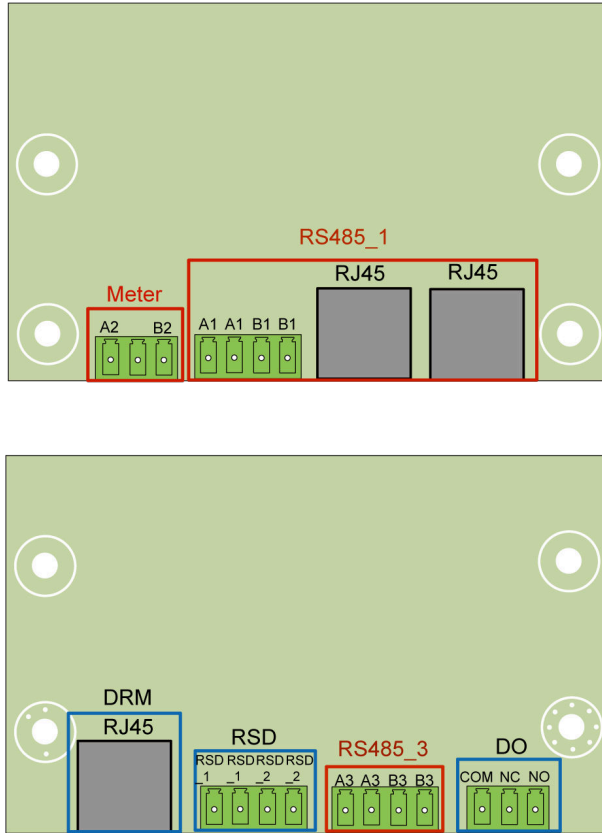 RS485_1
RJ45 RJ45
Meter
A2 B2 A1 A1 B1 B1
DRM
RJ45
RSD
RS485_3
DO
RSD RSD RSD RSD
_1 _1 _2 _2
A3 A3 B3 B3
COM NC NO